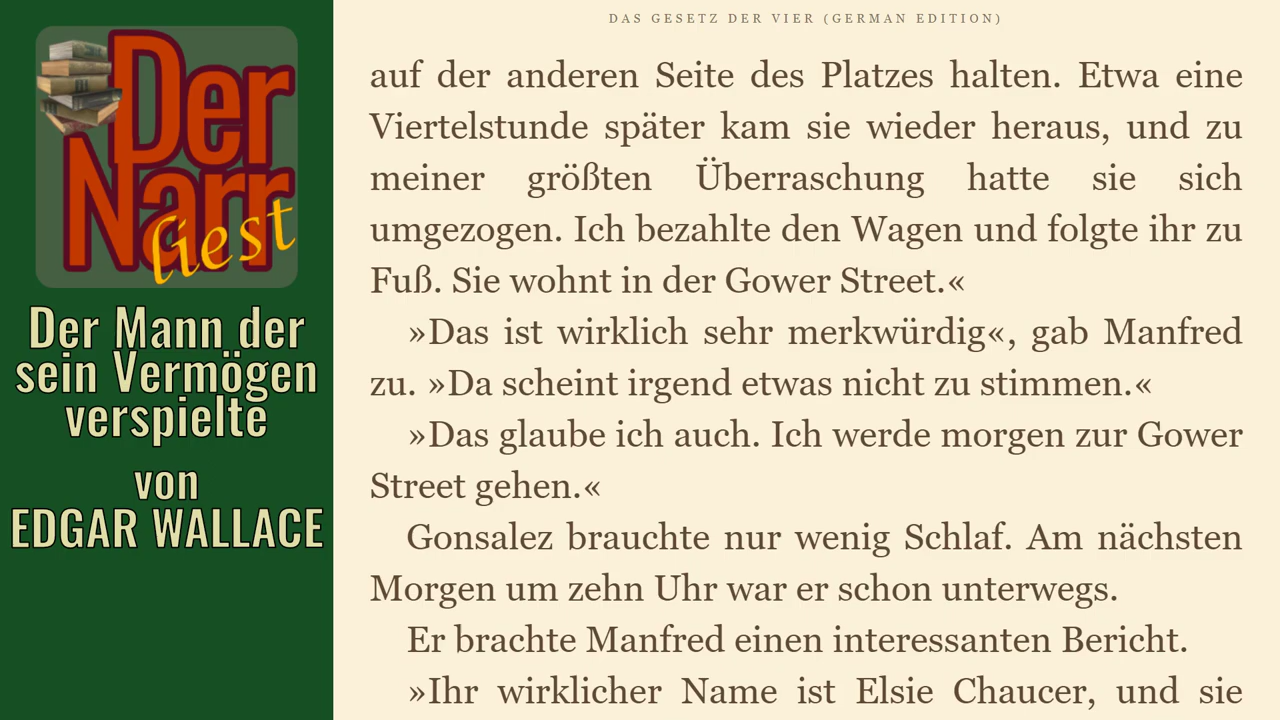 Der
Narr
liest
Der Mann der
sein Vermögen
verspielte
von
EDGAR WALLACE
DAS GESETZ DER VIER (GERMAN EDITION)
auf der anderen Seite des Platzes halten. Etwa eine
Viertelstunde später kam sie wieder heraus, und zu
meiner größten Überraschung hatte sie sich
umgezogen. Ich bezahlte den Wagen und folgte ihr zu
Fuß. Sie wohnt in der Gower Street.«
»Das ist wirklich sehr merkwürdig«, gab Manfred
zu. »Da scheint irgend etwas nicht zu stimmen.«
»Das glaube ich auch. Ich werde morgen zur Gower
Street gehen.«
Gonsalez brauchte nur wenig Schlaf. Am nächsten
Morgen um zehn Uhr war er schon unterwegs.
Er brachte Manfred einen interessanten Bericht.
»Ihr wirklicher Name ist Elsie Chaucer, und sie